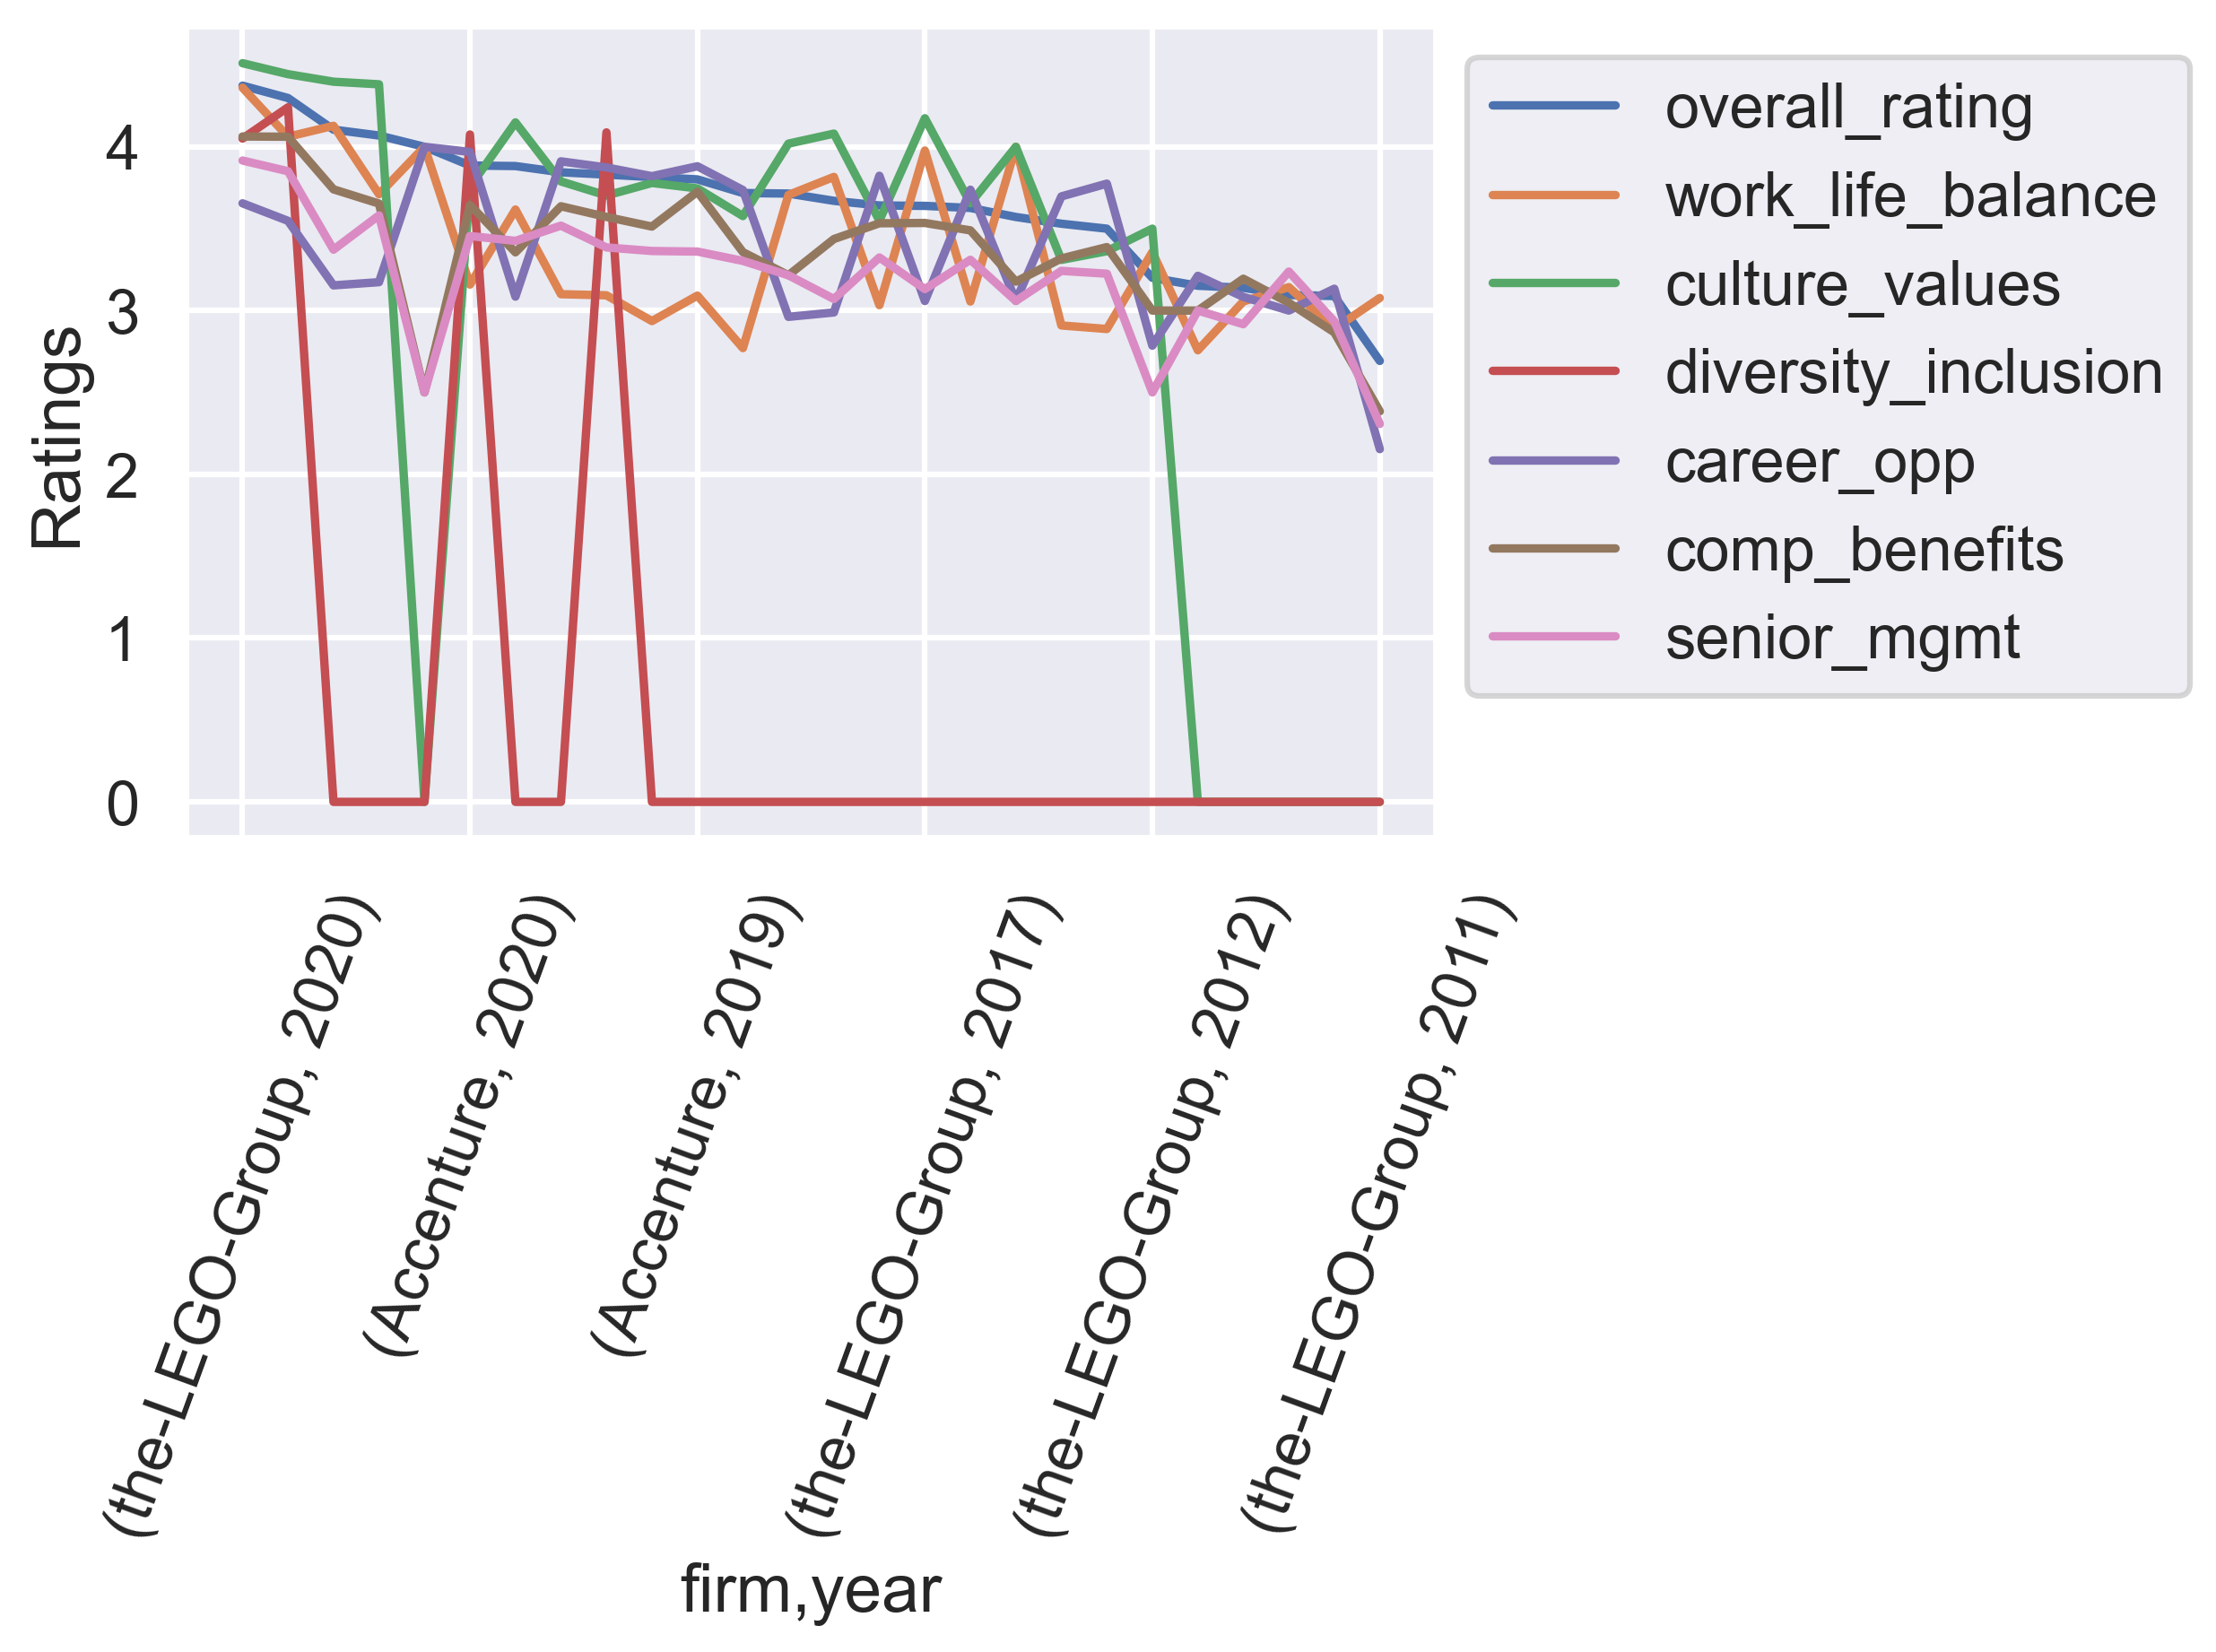 Ratings
4
3
2
1
0
overall_rating
work_life_balance
culture_values
diversity_inclusion
career_opp
comp_benefits
senior_mgmt
(the-LEGO-Group, 2020)
(Accenture, 2020)
(Accenture, 2019)
(the-LEGO-Group, 2017)
(the-LEGO-Group, 2012)
(the-LEGO-Group, 2011)
firm,year